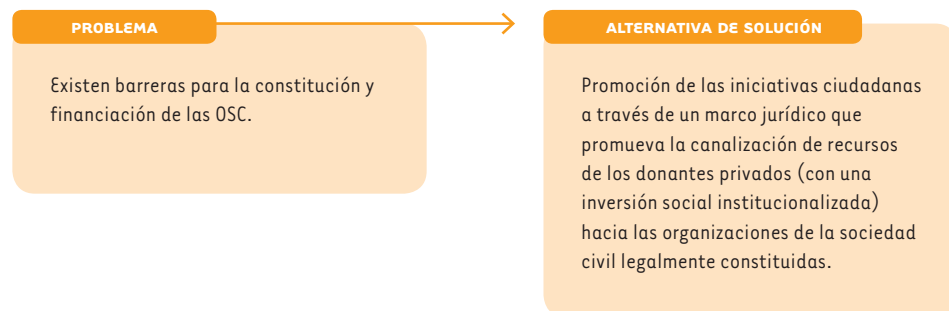 PROBLEMA
Existen barreras para la constitución y
financiación de las OSC.
ALTERNATIVA DE SOLUCIÓN
Promoción de las iniciativas ciudadanas
a través de un marco jurídico que
promueva la canalización de recursos
de los donantes privados (con una
inversión social institucionalizada)
hacia las organizaciones de la sociedad
civil legalmente constituidas.